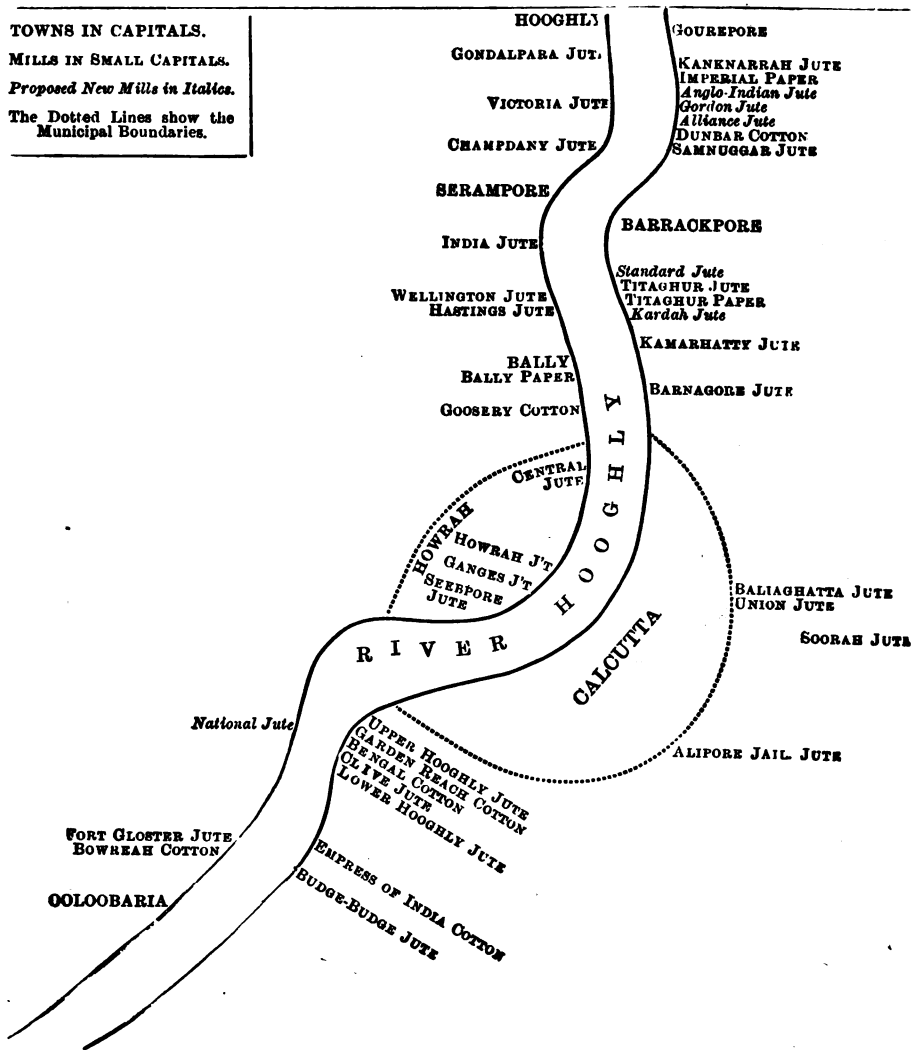 TOWNS IN CAPITALS.
MILLS IN SMALL CAPITALS.
Proposed New Mills in Italics.
The Dotted Lines show the
Municipal Boundaries.
HOOGHLY
GONDALPARA JUT.
VICTORIA JUTE
CHAMPDANY JUTE
SERAMPORE
INDIA JUTE
WELLINGTON JUTE
HASTINGS JUTE
BALLY
BALLY PAPER
GOOSERY COTTON
CENTRAL
JUTE
HOWRAH
HOWRAH J'T
GANGES J'T
SEEBPORE
JUTE
National Jute
FORT GLOSTER JUTE
BOWREAH COTTON
OOLOOBARIA
GOUREPORE
KANKNARRAH JUTE
IMPERIAL PAPER
Anglo-Indian Jute
Gordon Jute
Alliance Jute
DUNBAR COTTON
SAMNUGGAR JUTE
BARRACKPORE
Standard Jute
TITAGHUR JUTE
TITAGHUR PAPER
Kardah Jute
KAMARHATTY JUTE
BARNAGORE JUTE
RIVER HOOGHLY
CALCUTTA
BALIAGHATTA JUTE
UNION JUTE
SOORAH JUTE
ALIPORE JAIL JUTE
UPPER HOOGHLY JUTE
GARDEN REACH COTTON
BENGAL COTTON
CLIVE JUTE
LOWER HOOGHLY JUTE
EMPRESS OF INDIA COTTON
BUDGE-BUDGE JUTE